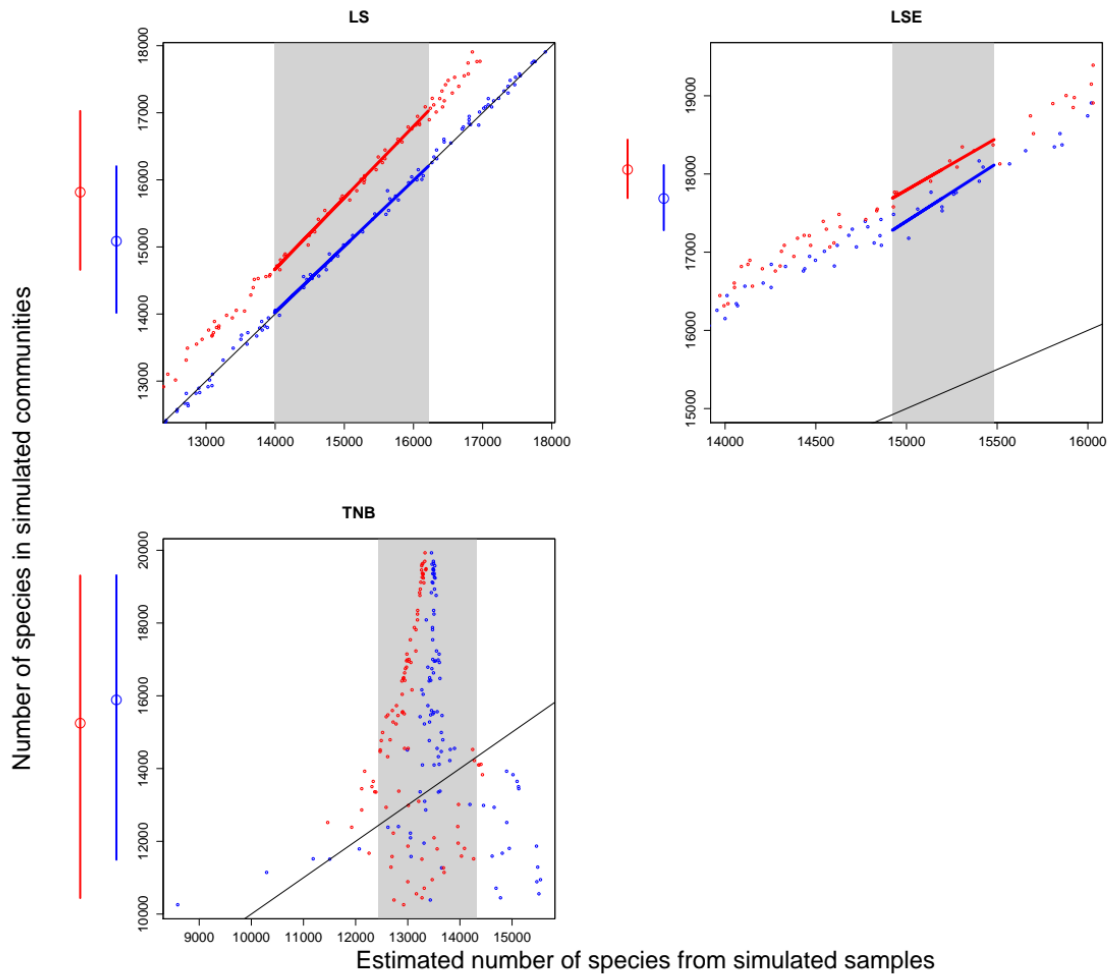 LS
LSE
18000
17000
16000
15000
14000
13000
13000 14000 15000 16000 17000 18000
19000
18000
17000
16000
15000
14000 14500 15000 15500 16000
Number of species in simulated communities
TNB
20000
18000
16000
14000
12000
10000
9000 10000 11000 12000 13000 14000 15000
Estimated number of species from simulated samples